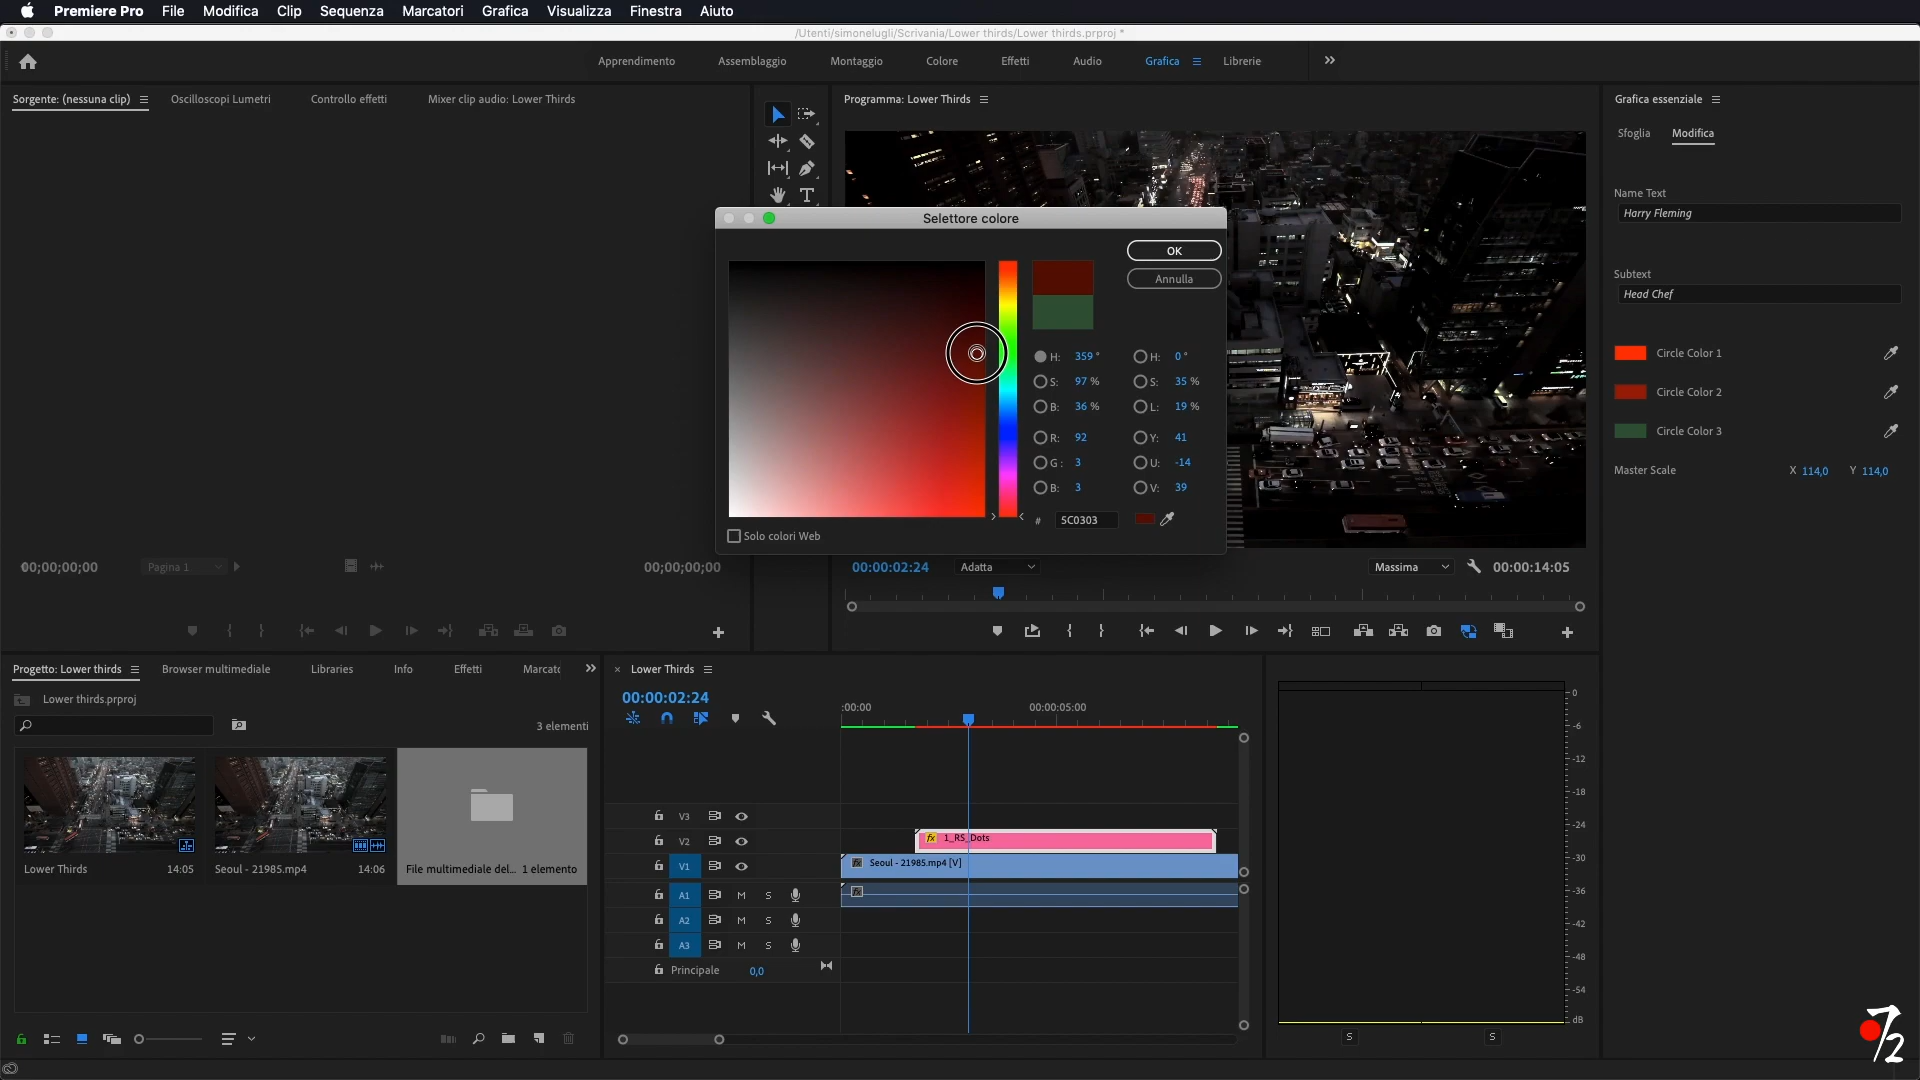 Premiere Pro File Modifica Clip Sequenza Marcatori Grafica Visualizza Finestra Aiuto
/Utenti/simonelugli/Scrivania/Lower thirds/Lower thirds.prproj *
Apprendimento Assemblaggio Montaggio Colore Effetti Audio Grafica Librerie
Sorgente: (nessuna clip) Oscilloscopi Lumetri Controllo effetti Mixer clip audio: Lower Thirds
Programma: Lower Thirds
Grafica essenziale
Sfoglia Modifica
Name Text
Harry Fleming
Subtext
Head Chef
Circle Color 1
Circle Color 2
Circle Color 3
Master Scale X 114,0 Y 114,0
Selettore colore
OK
Annulla
H: 359 ° H: 0 °
S: 97 % S: 35 %
B: 36 % L: 19 %
R: 92 Y: 41
G: 3 U: -14
B: 3 V: 39
# 5C0303
Solo colori Web
00;00;00;00 Pagina 1 00;00;00;00
00:00:02:24 Adatta Massima 00:00:14:05
Progetto: Lower thirds Browser multimediale Libraries Info Effetti Marcato
Lower thirds.prproj
3 elementi
Lower Thirds 14:05
Seoul - 21985.mp4 14:06
File multimediale del... 1 elemento
× Lower Thirds
00:00:02:24
:00:00 00:00:05:00
V3
V2 fx 1_RS_Dots
V1 fx Seoul - 21985.mp4 [V]
A1 M S fx
A2 M S
A3 M S
Principale 0,0
0
-6
-12
-18
-24
-30
-36
-42
-48
-54
dB
S S
72